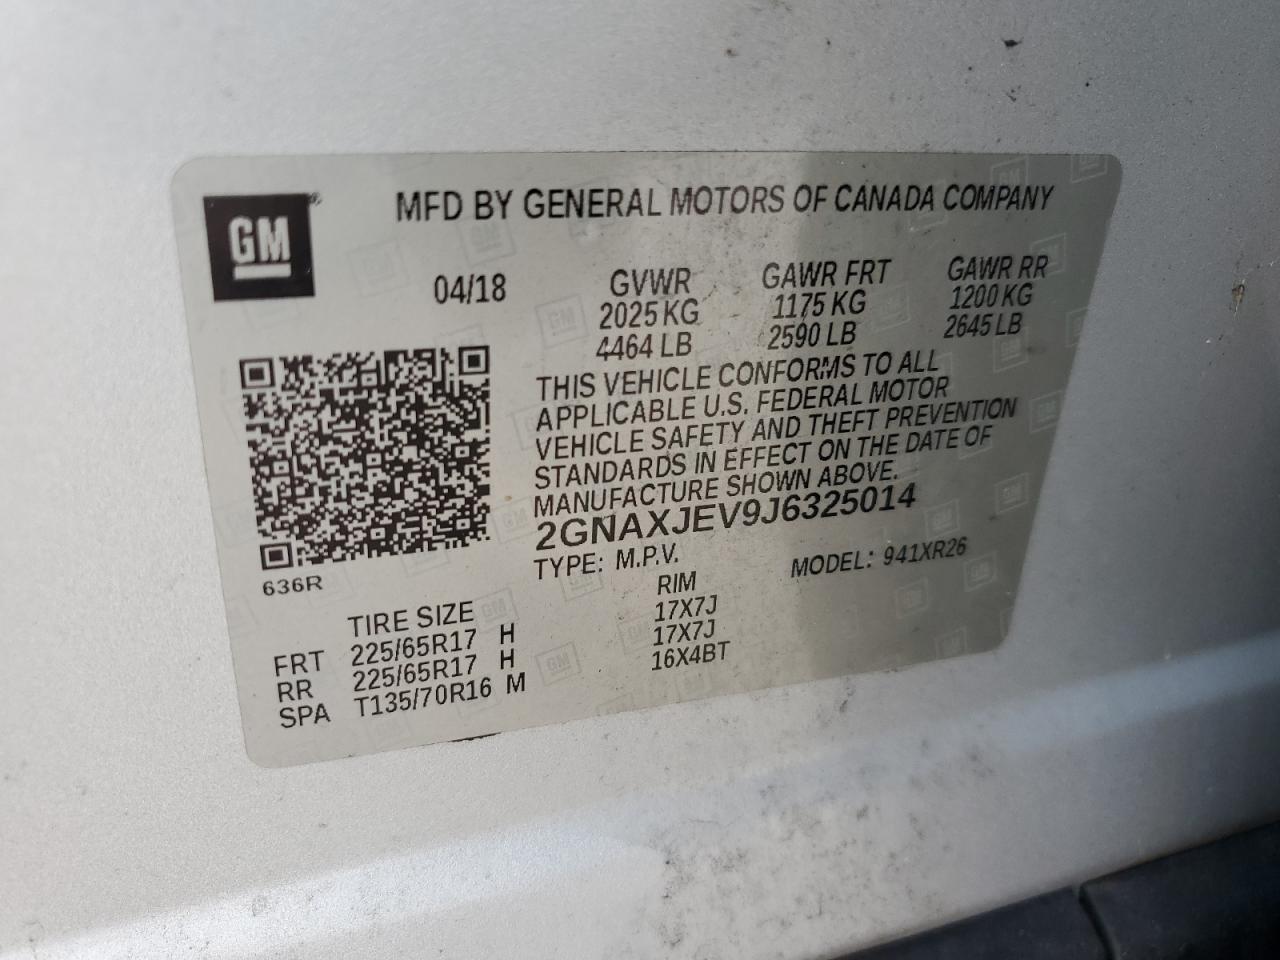 GM
MFD BY GENERAL MOTORS OF CANADA COMPANY
04/18 GVWR GAWR FRT GAWR RR
2025 KG 1175 KG 1200 KG
4464 LB 2590 LB 2645 LB
THIS VEHICLE CONFORMS TO ALL
APPLICABLE U.S. FEDERAL MOTOR
VEHICLE SAFETY AND THEFT PREVENTION
STANDARDS IN EFFECT ON THE DATE OF
MANUFACTURE SHOWN ABOVE.
2GNAXJEV9J6325014
TYPE: M.P.V. MODEL: 941XR26
636R
TIRE SIZE RIM
FRT 225/65R17 H 17X7J
RR 225/65R17 H 17X7J
SPA T135/70R16 M 16X4BT